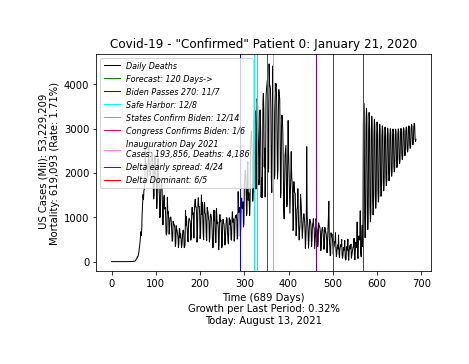 Covid-19 - "Confirmed" Patient 0: January 21, 2020
US Cases (Mil): 53,229,209
Mortality: 619,093 (Rate: 1.71%)
4000
3000
2000
1000
0
Daily Deaths
Forecast: 120 Days->
Biden Passes 270: 11/7
Safe Harbor: 12/8
States Confirm Biden: 12/14
Congress Confirms Biden: 1/6
Inauguration Day 2021
Cases: 193,856, Deaths: 4,186
Delta early spread: 4/24
Delta Dominant: 6/5
0 100 200 300 400 500 600 700
Time (689 Days)
Growth per Last Period: 0.32%
Today: August 13, 2021